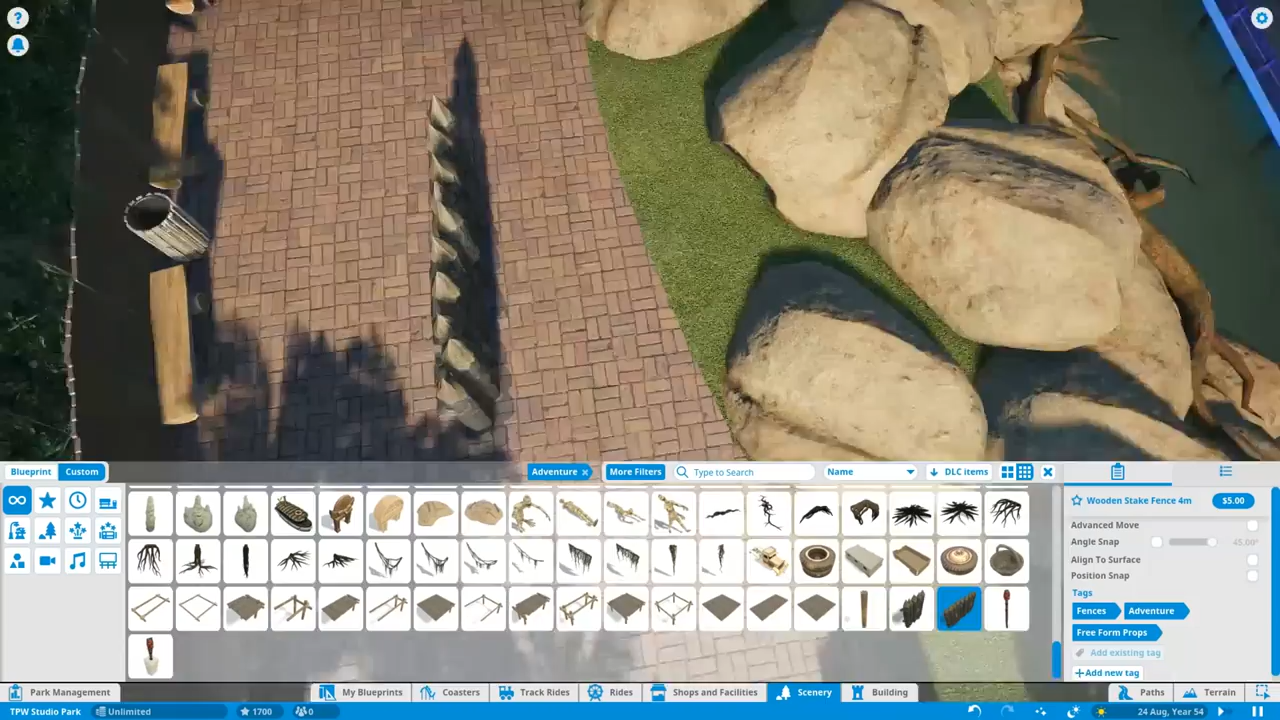 ?
Blueprint
Custom
Adventure ×
More Filters
Type to Search
Name
DLC items
Wooden Stake Fence 4m
$5.00
Advanced Move
Angle Snap
45.00°
Align To Surface
Position Snap
Tags
Fences
Adventure
Free Form Props
Add existing tag
+Add new tag
Park Management
My Blueprints
Coasters
Track Rides
Rides
Shops and Facilities
Scenery
Building
Paths
Terrain
TPW Studio Park
Unlimited
1700
0
24 Aug, Year 54